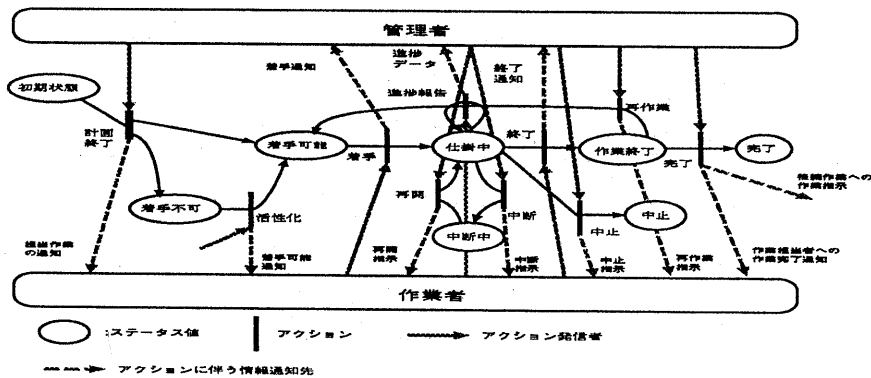 管理者
着手通知
進捗
データ
終了
通知
初期状態
進捗報告
再作業
計画
終了
着手可能
着手
仕掛中
終了
作業終了
完了
完了
後続作業への
作業指示
着手不可
活性化
再開
中断
中断中
中止
中止
担当作業
の通知
着手可能
通知
再開
指示
中断
指示
中止
指示
再作業
指示
作業担当者への
作業完了通知
作業者
:ステータス値
アクション
アクション発信者
アクションに伴う情報通知先